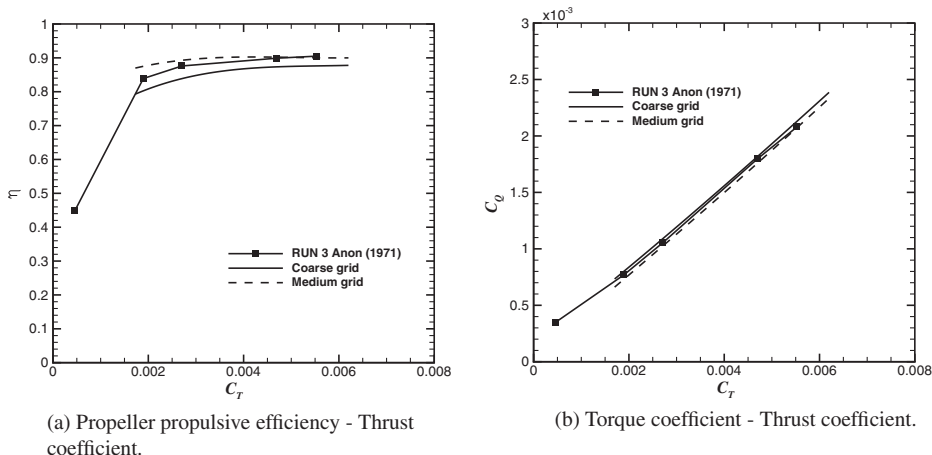 1
0.9
0.8
0.7
0.6
0.5
0.4
0.3
0.2
0.1
0
η
RUN 3 Anon (1971)
Coarse grid
Medium grid
0 0.002 0.004 0.006 0.008
C_T
(a) Propeller propulsive efficiency - Thrust
coefficient.
x10⁻³
3
2.5
2
1.5
1
0.5
0
C_Q
RUN 3 Anon (1971)
Coarse grid
Medium grid
0 0.002 0.004 0.006 0.008
C_T
(b) Torque coefficient - Thrust coefficient.